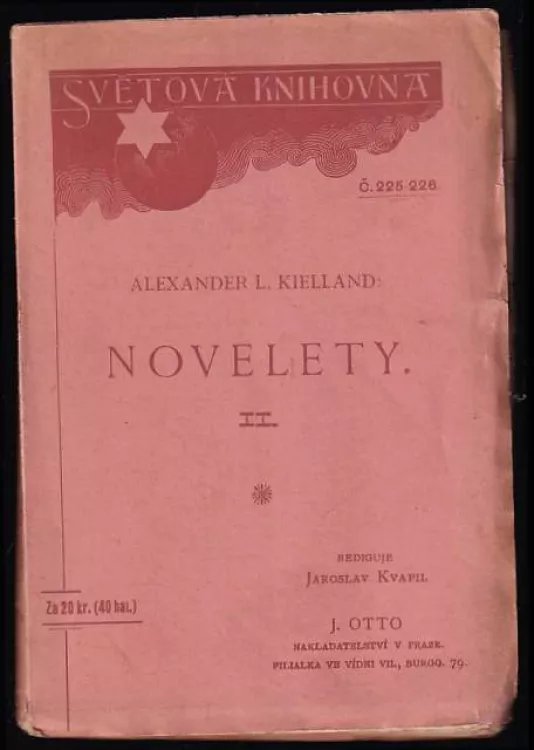 SVĚTOVÁ KNIHOVNA
Č. 225 226
ALEXANDER L. KIELLAND:
NOVELETY.
II.
REDIGUJE
JAROSLAV KVAPIL
Za 20 kr. (40 hal.)
J. OTTO
NAKLADATELSTVÍ V PRAZE.
FILIALKA VE VÍDNI VII., BURGG. 79.